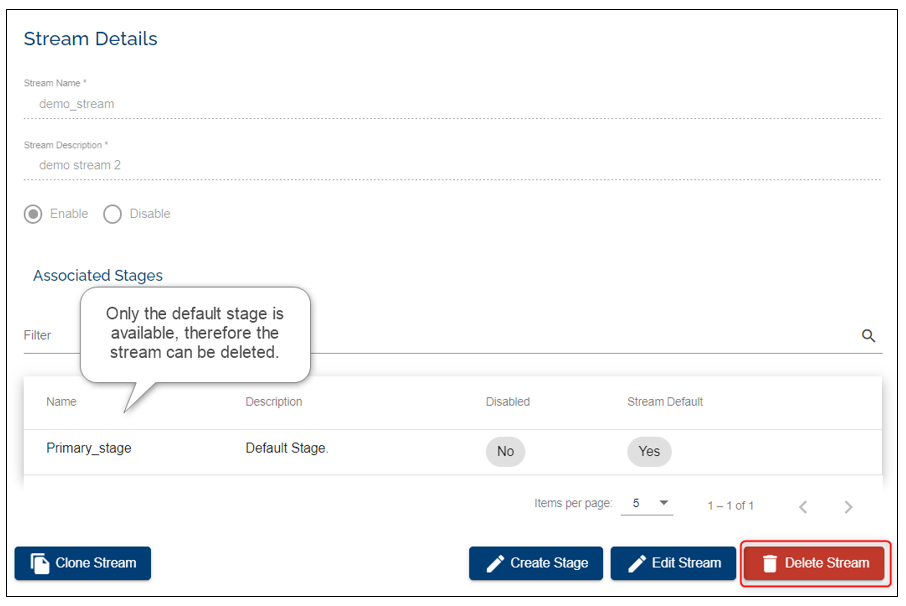 Stream Details
Stream Name *
demo_stream
Stream Description *
demo stream 2
Enable Disable
Associated Stages
Only the default stage is
available, therefore the
stream can be deleted.
Filter
Name Description Disabled Stream Default
Primary_stage Default Stage. No Yes
Items per page: 5 1 – 1 of 1
Clone Stream Create Stage Edit Stream Delete Stream